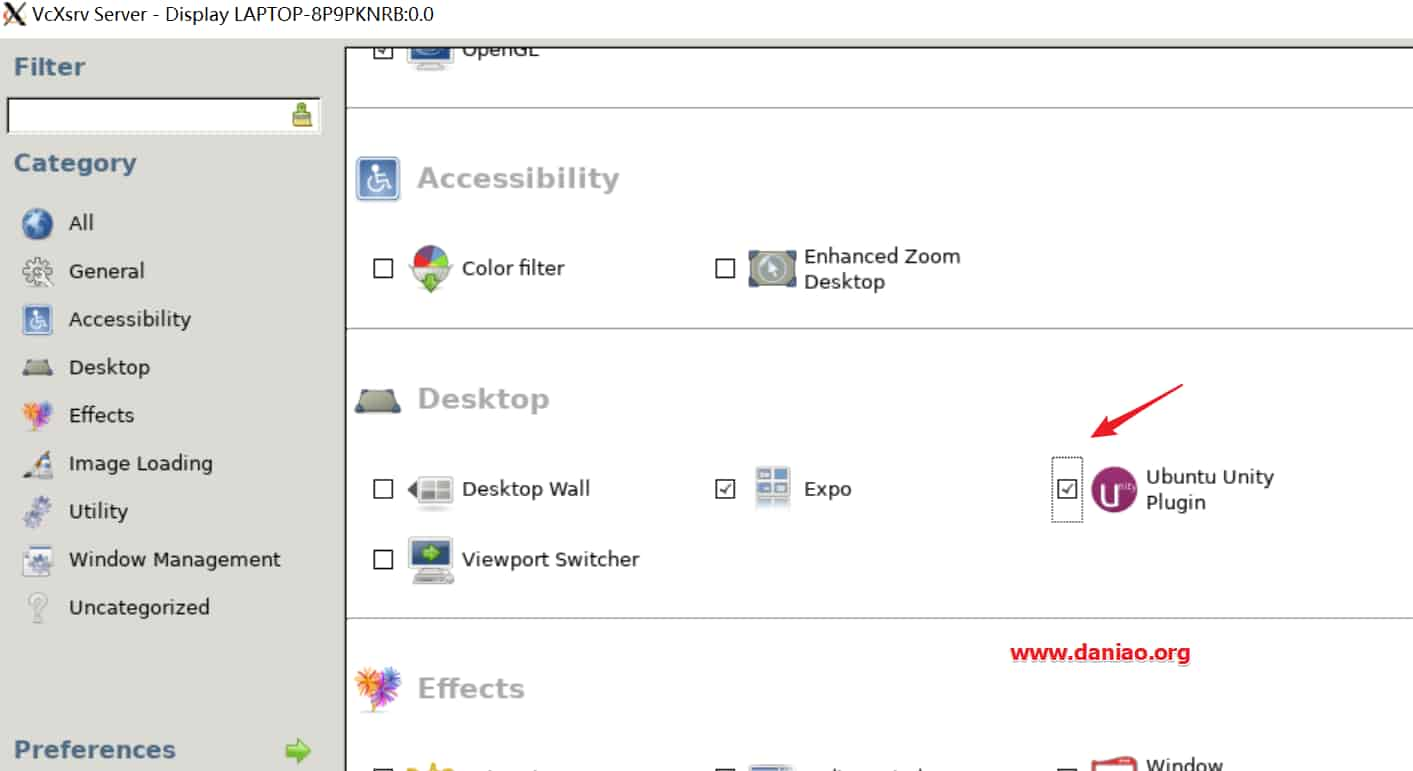 VcXsrv Server - Display LAPTOP-8P9PKNRB:0.0
Filter
Category
All
General
Accessibility
Desktop
Effects
Image Loading
Utility
Window Management
Uncategorized
Preferences
OpenGL
Accessibility
Color filter
Enhanced Zoom
Desktop
Desktop
Desktop Wall
Expo
Ubuntu Unity
Plugin
Viewport Switcher
www.daniao.org
Effects
Window